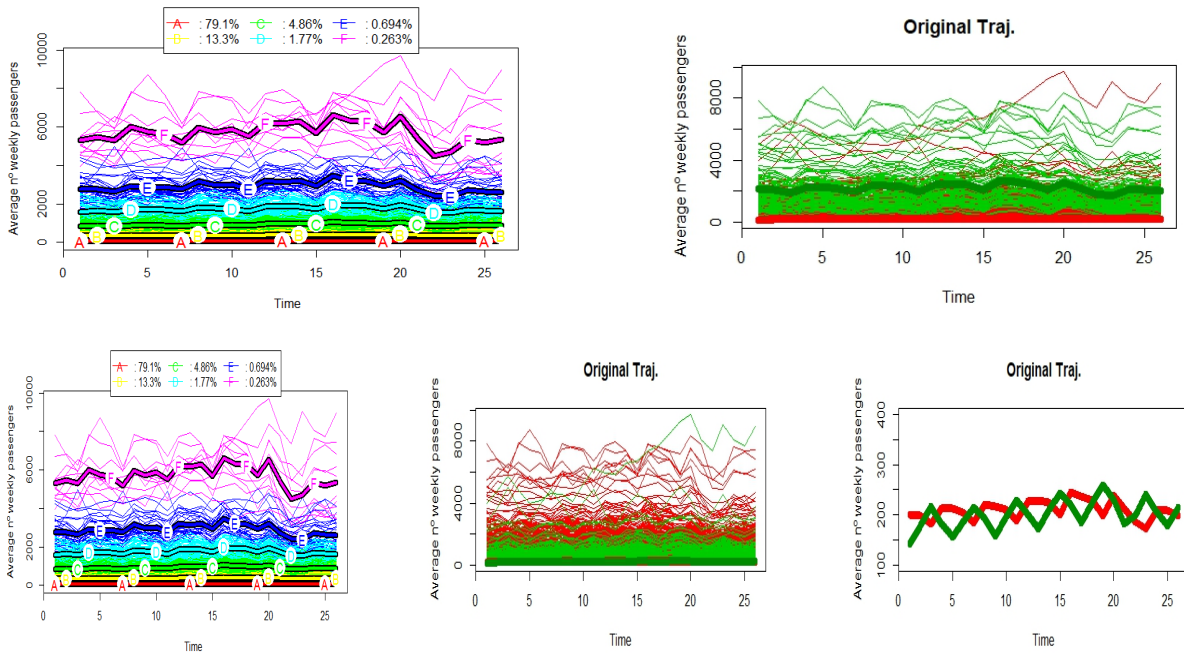 A : 79.1% C : 4.86% E : 0.694%
B : 13.3% D : 1.77% F : 0.263%
Average nº weekly passengers
0 2000 6000 10000
F F F
E E E E
D D D D D
C C C C
B B B B B
A A A A A
0 5 10 15 20 25
Time
Original Traj.
Average nº weekly passengers
0 4000 8000
0 5 10 15 20 25
Time
A : 79.1% C : 4.86% E : 0.694%
B : 13.3% D : 1.77% F : 0.263%
Average nº weekly passengers
0 2000 6000 10000
F F F F
E E E E
D D D D D
C C C C
B B B B B
A A A A A
0 5 10 15 20 25
Time
Original Traj.
Average nº weekly passengers
0 4000 8000
0 5 10 15 20 25
Time
Original Traj.
Average nº weekly passengers
100 200 300 400
0 5 10 15 20 25
Time